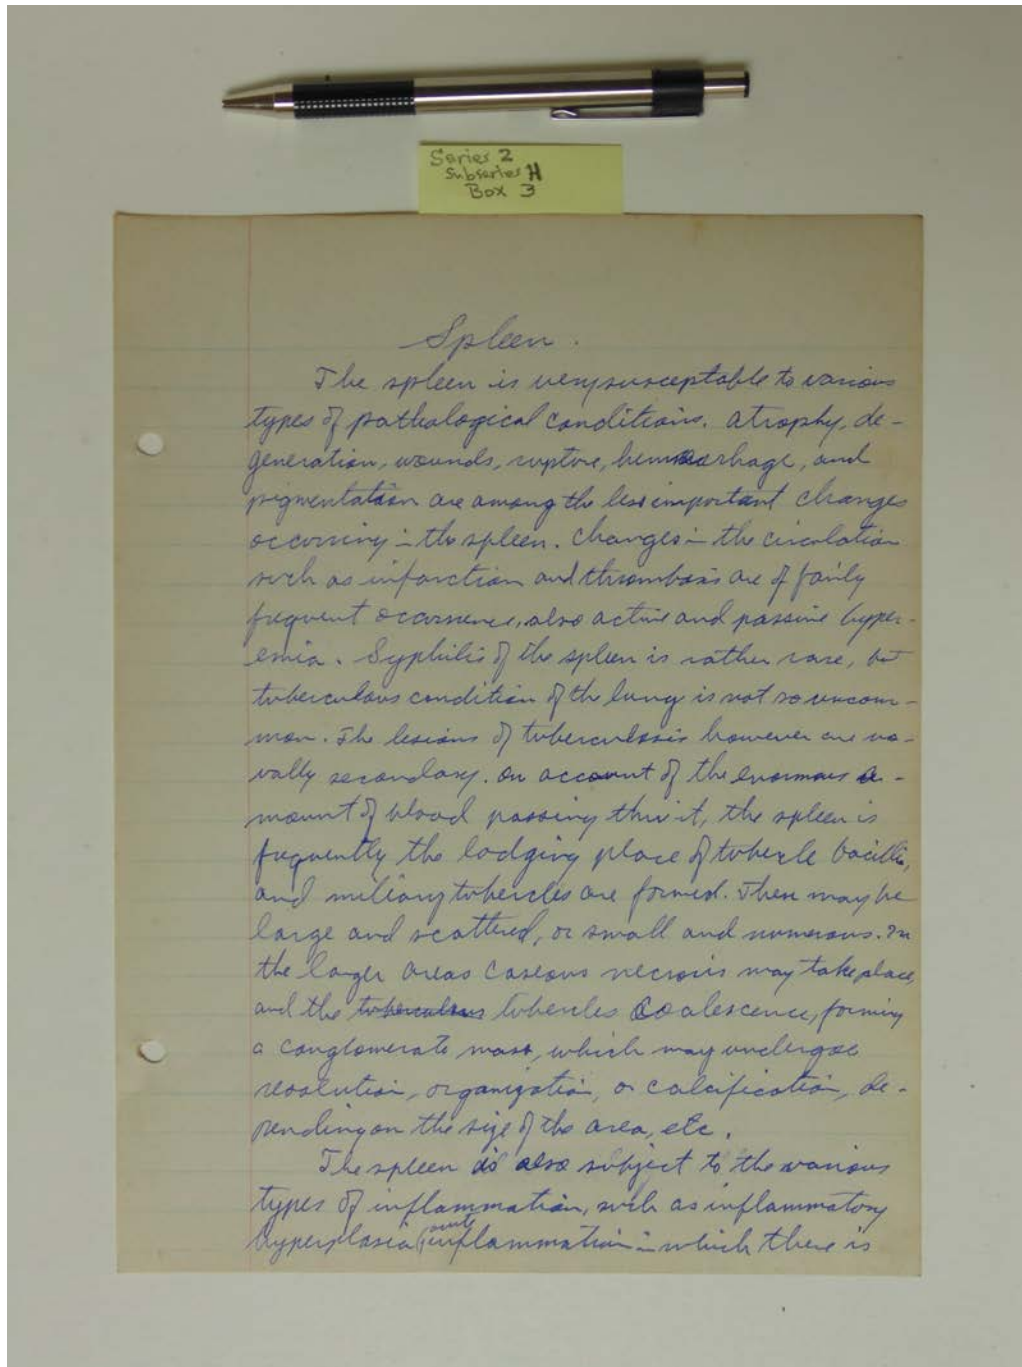 Series 2
Subseries H
Box 3
Spleen.
The spleen is very susceptable to various
types of pathological conditions. Atrophy, de-
generation, wounds, rupture, hemorrhage, and
pigmentation are among the less important changes
occurring in the spleen. Changes in the circulation
such as infarction and thrombosis are of fairly
frequent occurrence, also active and passive hyper-
emia. Syphilis of the spleen is rather rare, but
tuberculous condition of the lung is not so uncom-
mon. The lesions of tuberculosis however are us-
ually secondary. On account of the enormous a-
mount of blood passing thru it, the spleen is
frequently the lodging place of tubercle bacilli,
and miliary tubercles are formed. These may be
large and scattered, or small and numerous. In
the larger areas caseous necrosis may take place,
and the tuberculous tubercles coalescence, forming
a conglomerate mass, which may undergoe
resolution, organization, or calcification, de-
pending on the size of the area, etc.
The spleen is also subject to the various
types of inflammation, such as inflammatory
hyperplasia (acute inflammation in which there is